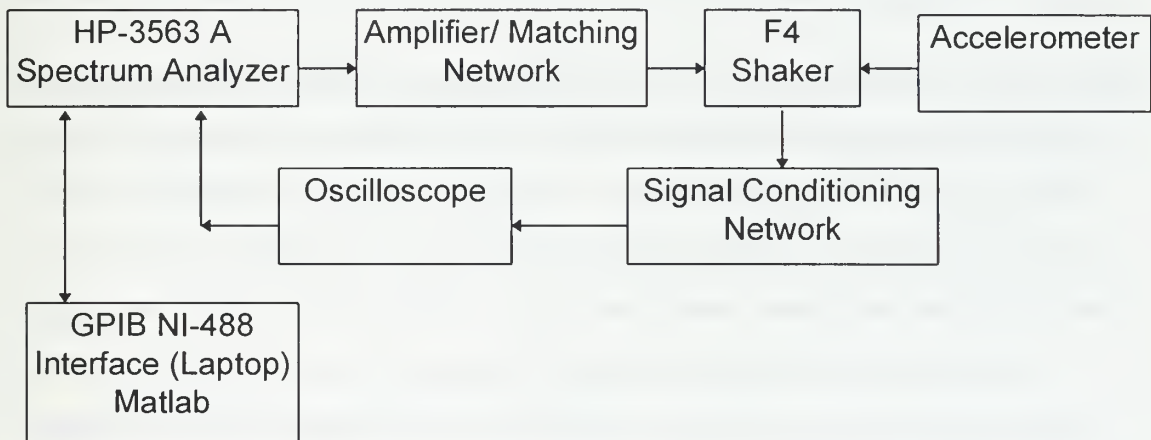 HP-3563 A
Spectrum Analyzer
Amplifier/ Matching
Network
F4
Shaker
Accelerometer
Oscilloscope
Signal Conditioning
Network
GPIB NI-488
Interface (Laptop)
Matlab